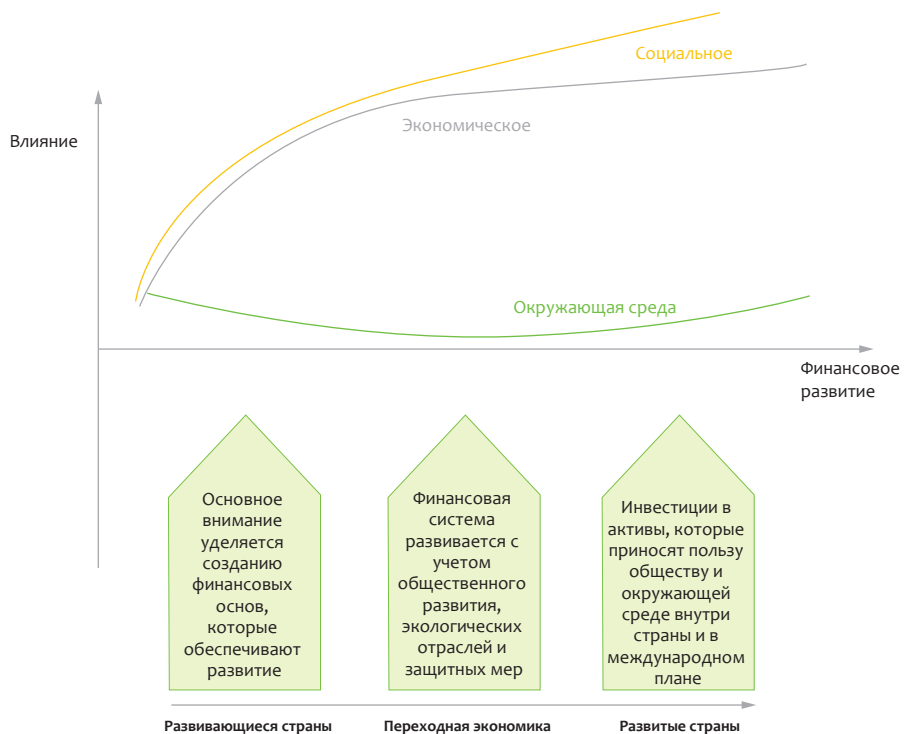 Социальное
Экономическое
Влияние
Окружающая среда
Финансовое
развитие
Основное
внимание
уделяется
созданию
финансовых
основ,
которые
обеспечивают
развитие
Финансовая
система
развивается с
учетом
общественного
развития,
экологических
отраслей и
защитных мер
Инвестиции в
активы, которые
приносят пользу
обществу и
окружающей
среде внутри
страны и в
международном
плане
Развивающиеся страны
Переходная экономика
Развитые страны